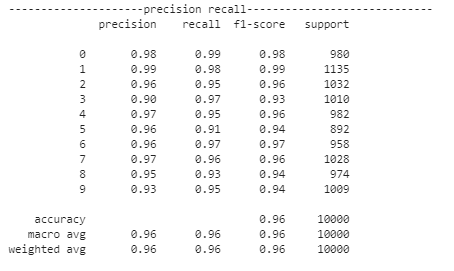 ---------------------precision recall-----------------------------
precision recall f1-score support
0 0.98 0.99 0.98 980
1 0.99 0.98 0.99 1135
2 0.96 0.95 0.96 1032
3 0.90 0.97 0.93 1010
4 0.97 0.95 0.96 982
5 0.96 0.91 0.94 892
6 0.96 0.97 0.97 958
7 0.97 0.96 0.96 1028
8 0.95 0.93 0.94 974
9 0.93 0.95 0.94 1009
accuracy 0.96 10000
macro avg 0.96 0.96 0.96 10000
weighted avg 0.96 0.96 0.96 10000